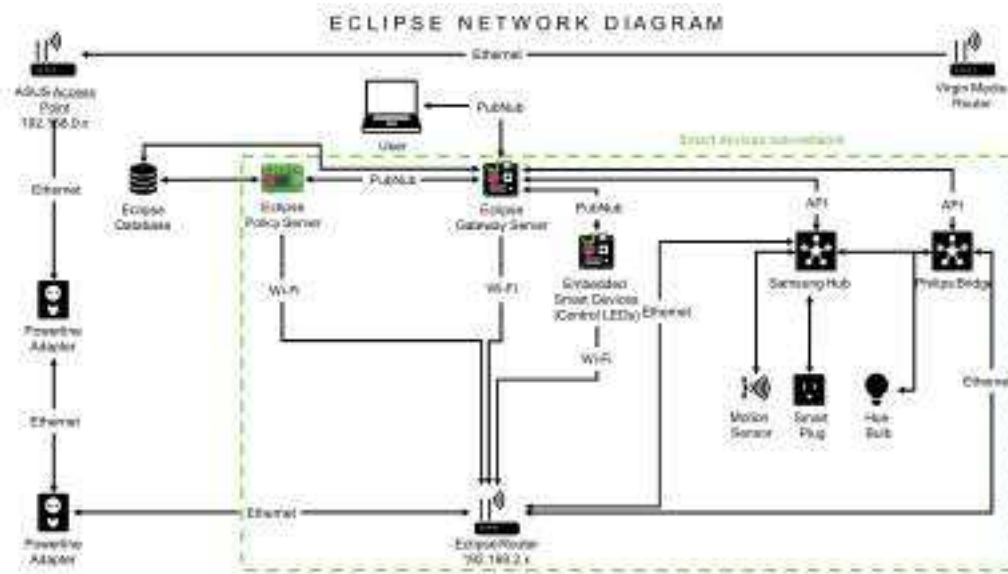 ECLIPSE NETWORK DIAGRAM
Ethernet
ASUS Access
Point
192.168.0.x
Virgin Media
Router
PubNub
User
Smart devices sub-network
Ethernet
Eclipse
Database
Eclipse
Policy Server
PubNub
Eclipse
Gateway Server
PubNub
API
API
Embedded
Smart Devices
(Control LEDs)
Samsung Hub
Philips Bridge
Wi-Fi
Wi-Fi
Ethernet
Powerline
Adapter
Wi-Fi
Ethernet
Motion
Sensor
Smart
Plug
Hue
Bulb
Ethernet
Ethernet
Powerline
Adapter
Eclipse Router
192.168.2.x